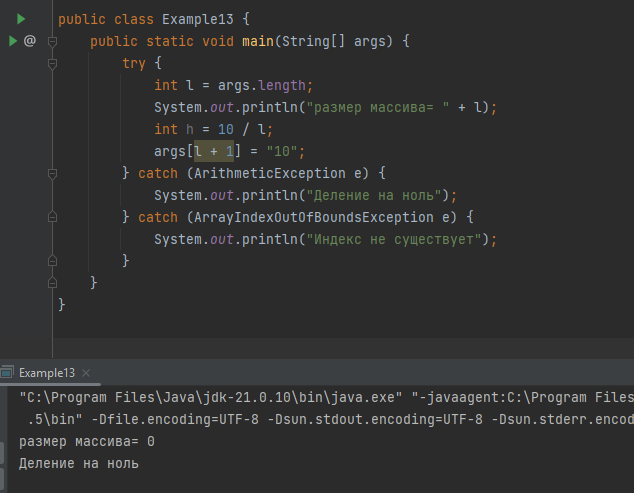 public class Example13 {
@ public static void main(String[] args) {
try {
int l = args.length;
System.out.println("размер массива= " + l);
int h = 10 / l;
args[l + 1] = "10";
} catch (ArithmeticException e) {
System.out.println("Деление на ноль");
} catch (ArrayIndexOutOfBoundsException e) {
System.out.println("Индекс не существует");
}
}
}
Example13 ×
"C:\Program Files\Java\jdk-21.0.10\bin\java.exe" "-javaagent:C:\Program Files
.5\bin" -Dfile.encoding=UTF-8 -Dsun.stdout.encoding=UTF-8 -Dsun.stderr.encod
размер массива= 0
Деление на ноль